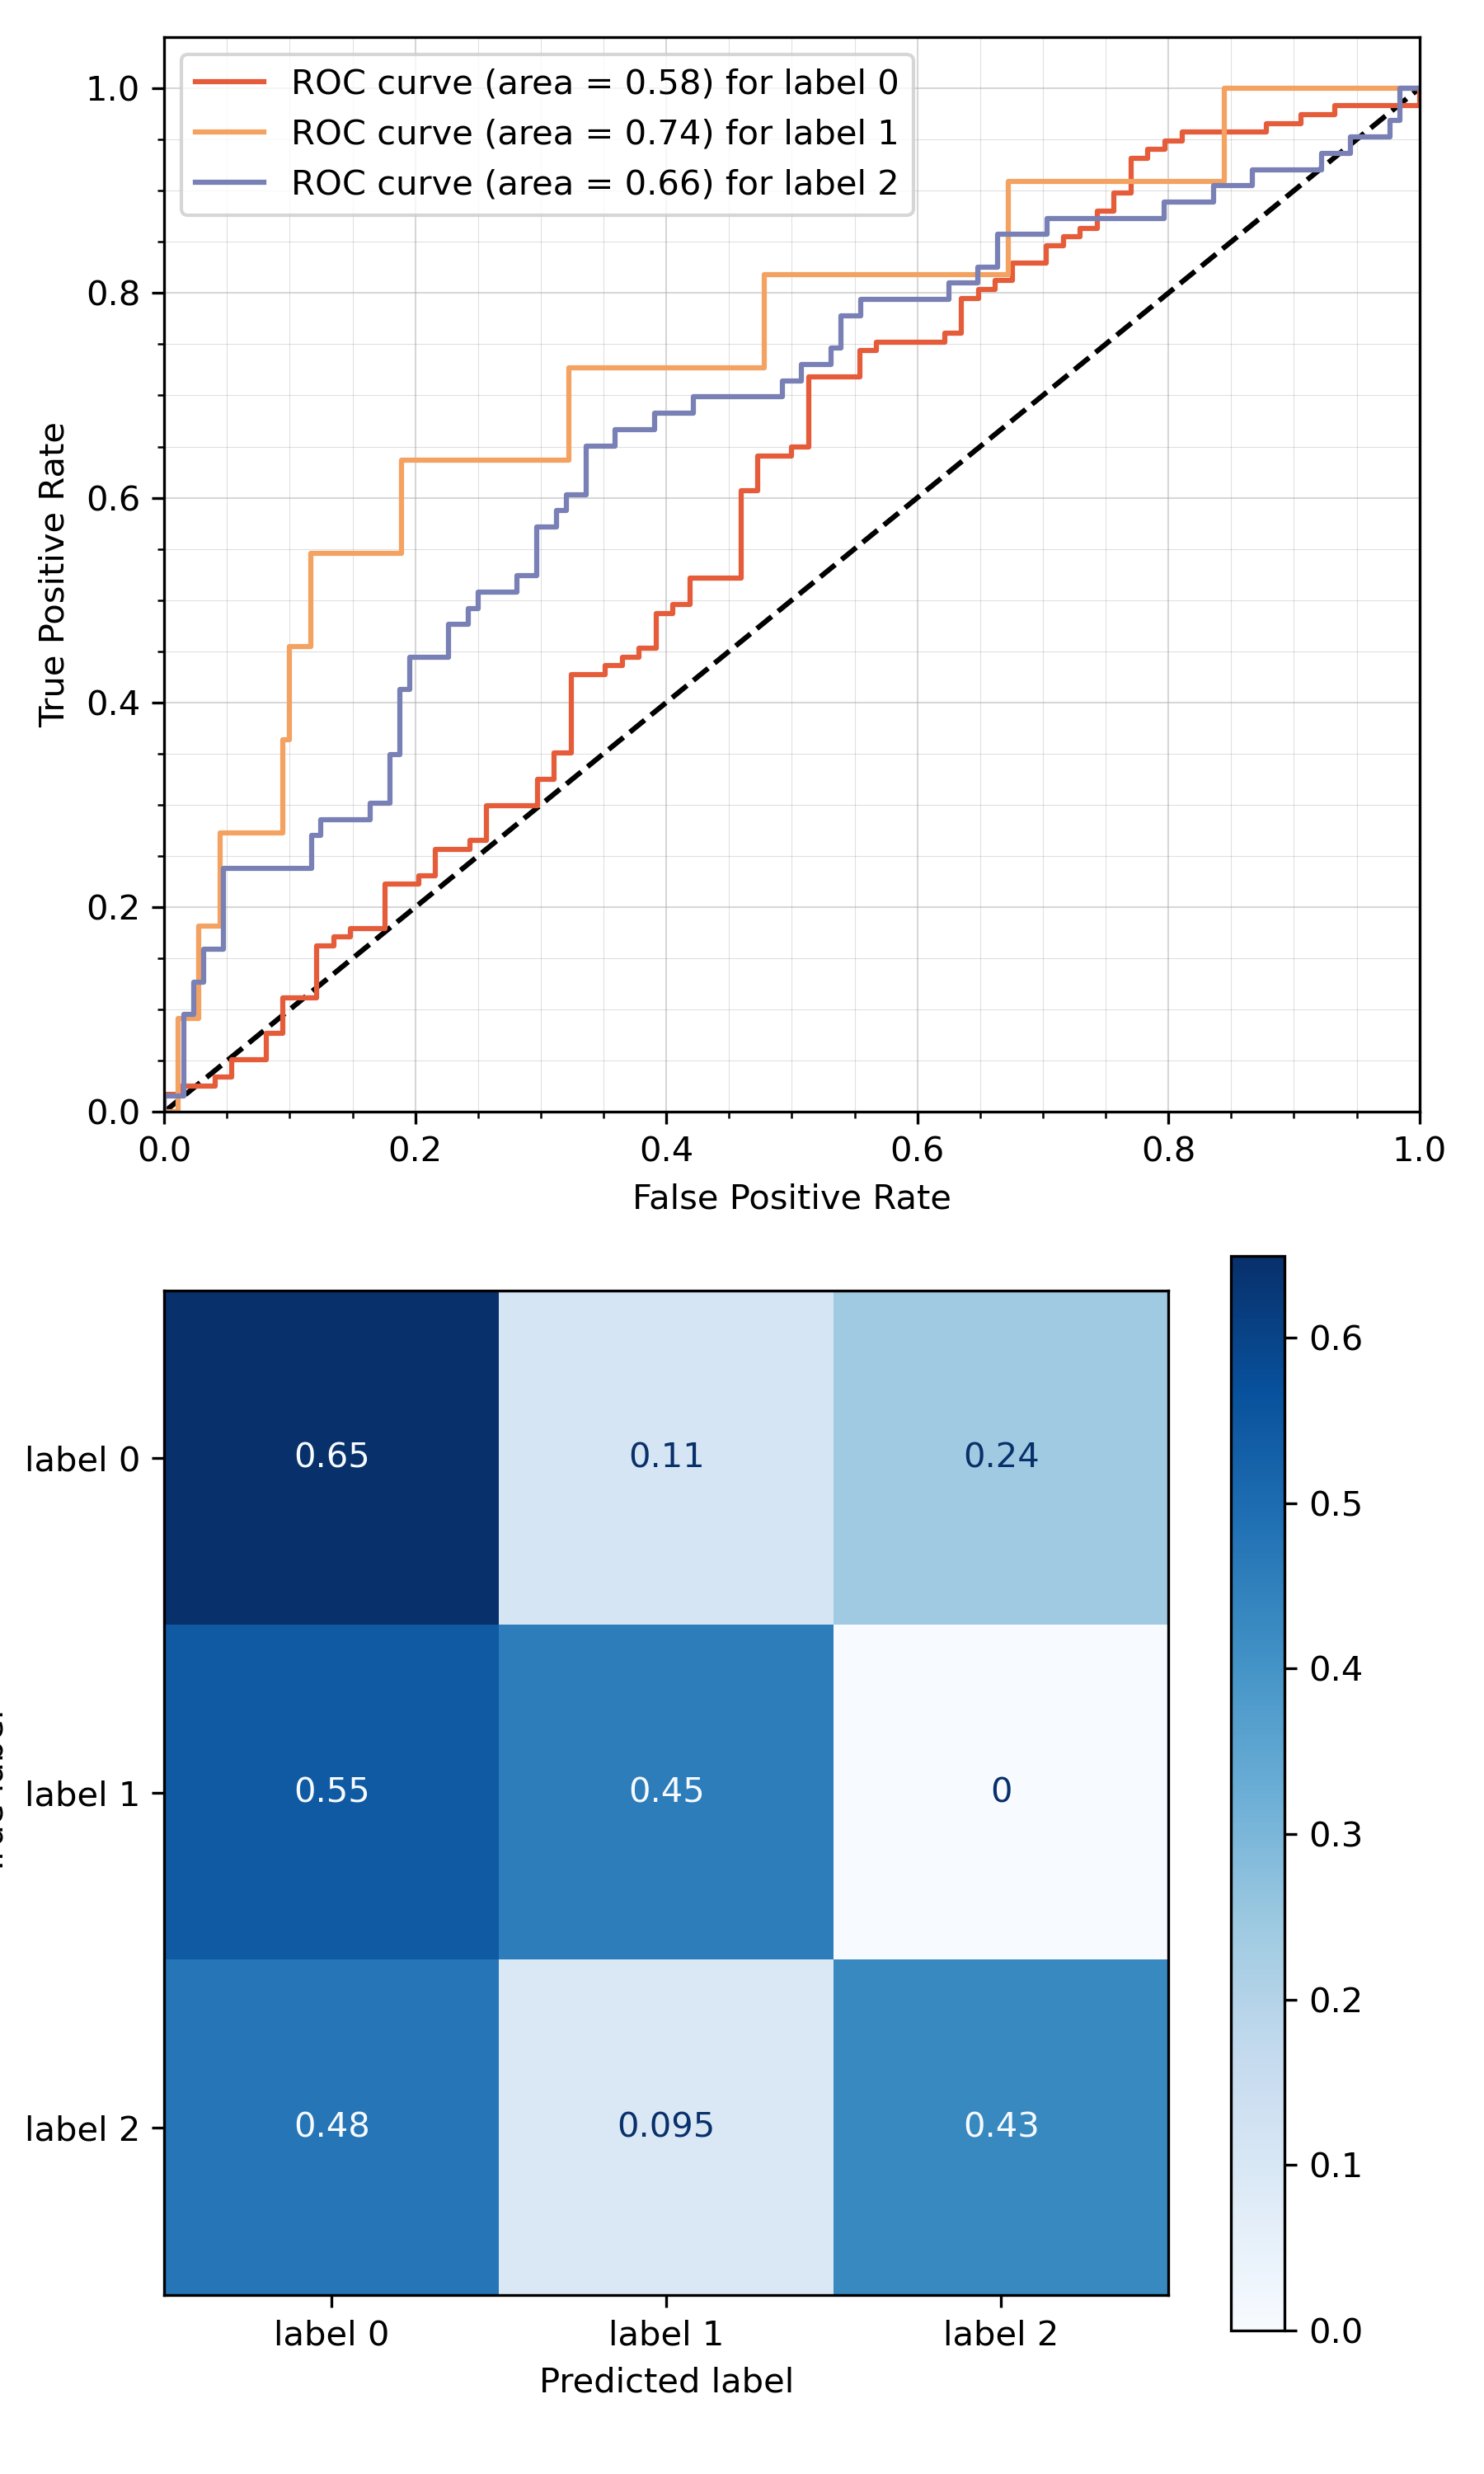 1.0
0.8
0.6
0.4
0.2
0.0
True Positive Rate
ROC curve (area = 0.58) for label 0
ROC curve (area = 0.74) for label 1
ROC curve (area = 0.66) for label 2
0.0 0.2 0.4 0.6 0.8 1.0
False Positive Rate
label 0 0.65 0.11 0.24
label 1 0.55 0.45 0
label 2 0.48 0.095 0.43
label 0 label 1 label 2
Predicted label
0.6
0.5
0.4
0.3
0.2
0.1
0.0